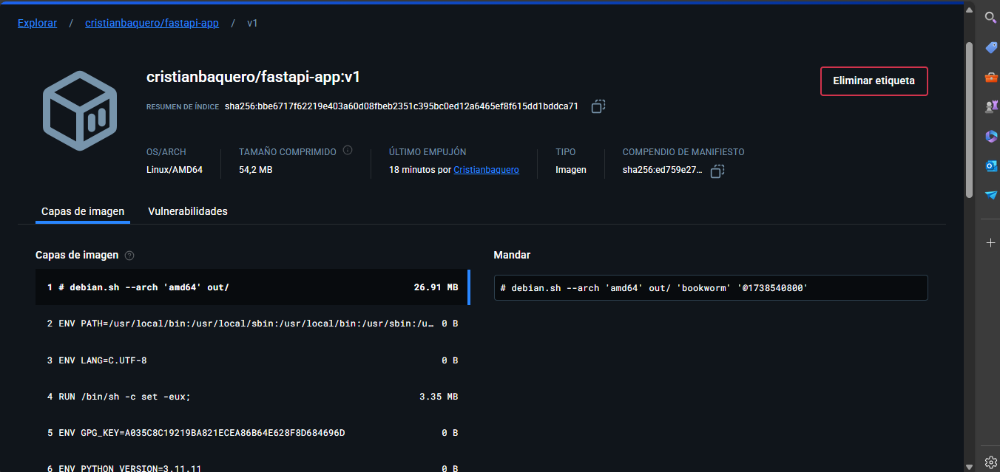 Explorar / cristianbaquero/fastapi-app / v1
cristianbaquero/fastapi-app:v1
Eliminar etiqueta
RESUMEN DE ÍNDICE sha256:bbe6717f62219e403a60d08fbeb2351c395bc0ed12a6465ef8f615dd1bddca71
OS/ARCH
Linux/AMD64
TAMAÑO COMPRIMIDO
54,2 MB
ÚLTIMO EMPUJÓN
18 minutos por Cristianbaquero
TIPO
Imagen
COMPENDIO DE MANIFIESTO
sha256:ed759e27…
Capas de imagen
Vulnerabilidades
Capas de imagen
1 # debian.sh --arch 'amd64' out/ 26.91 MB
2 ENV PATH=/usr/local/bin:/usr/local/sbin:/usr/local/bin:/usr/sbin:/u… 0 B
3 ENV LANG=C.UTF-8 0 B
4 RUN /bin/sh -c set -eux; 3.35 MB
5 ENV GPG_KEY=A035C8C19219BA821ECEA86B64E628F8D684696D 0 B
6 ENV PYTHON_VERSION=3.11.11 0 B
Mandar
# debian.sh --arch 'amd64' out/ 'bookworm' '@1738540800'